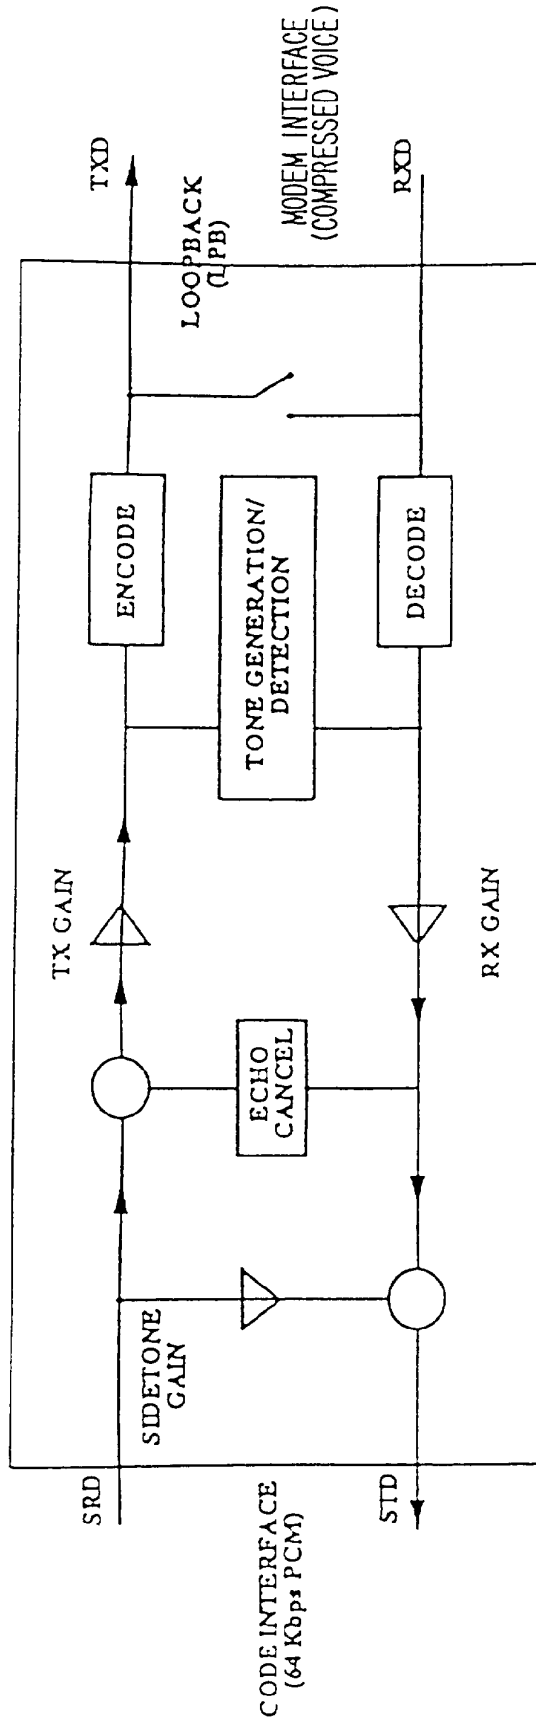 SRD
CODE INTERFACE
(64 Kbps PCM)
STD
SIDETONE
GAIN
ECHO
CANCEL
TX GAIN
RX GAIN
ENCODE
TONE GENERATION/
DETECTION
DECODE
TXD
LOOPBACK
(LPB)
MODEM INTERFACE
(COMPRESSED VOICE)
RXD